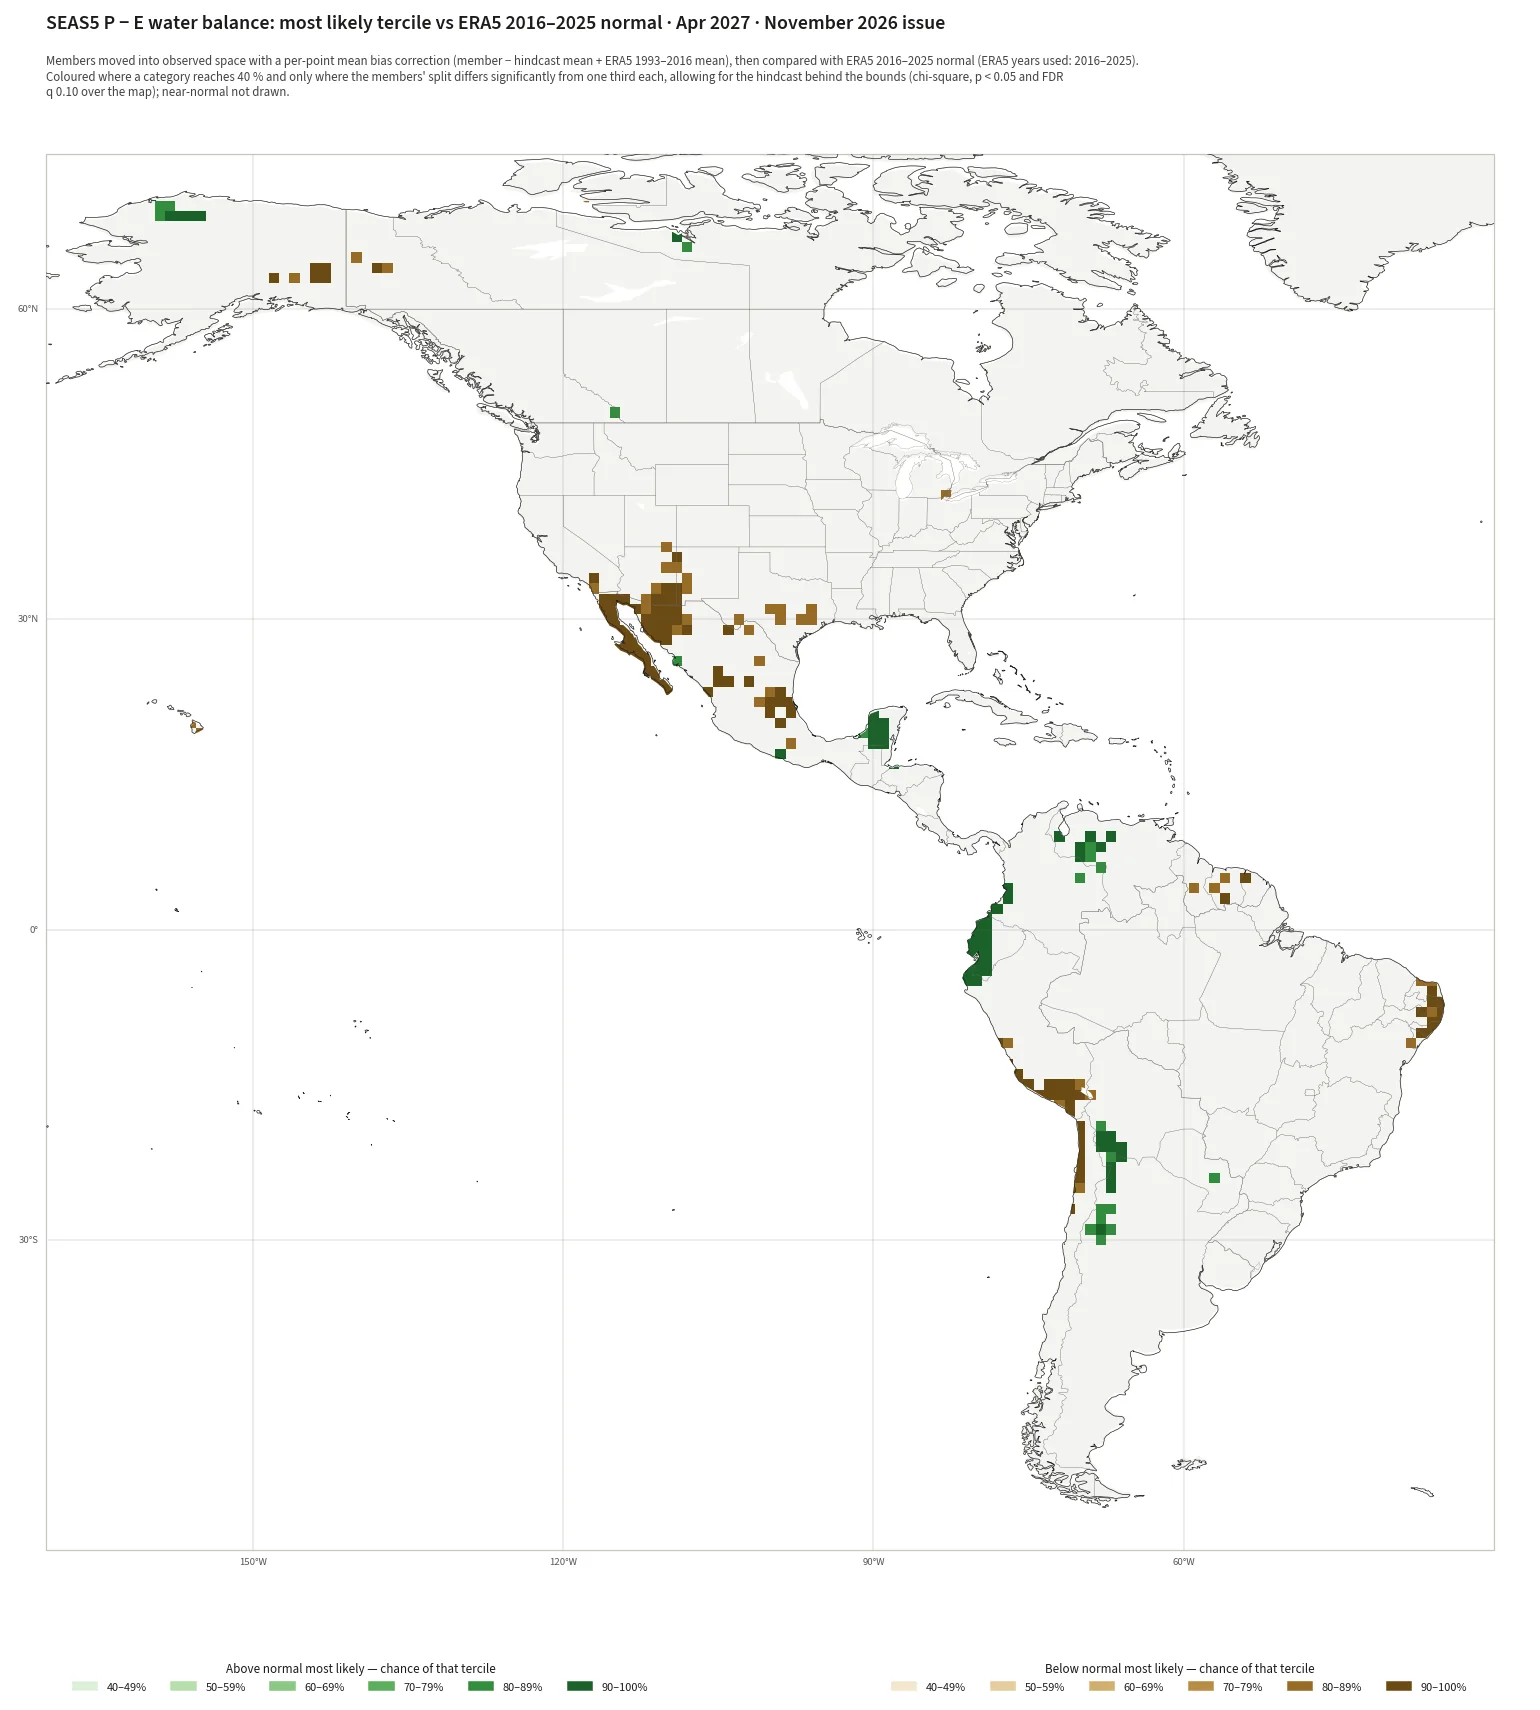 SEAS5 P − E water balance: most likely tercile vs ERA5 2016–2025 normal · Apr 2027 · November 2026 issue
Members moved into observed space with a per-point mean bias correction (member − hindcast mean + ERA5 1993–2016 mean), then compared with ERA5 2016–2025 normal (ERA5 years used: 2016–2025).
Coloured where a category reaches 40 % and only where the members' split differs significantly from one third each, allowing for the hindcast behind the bounds (chi-square, p < 0.05 and FDR
q 0.10 over the map); near-normal not drawn.
60°N
30°N
0°
30°S
150°W
120°W
90°W
60°W
Above normal most likely — chance of that tercile
40–49%
50–59%
60–69%
70–79%
80–89%
90–100%
Below normal most likely — chance of that tercile
40–49%
50–59%
60–69%
70–79%
80–89%
90–100%